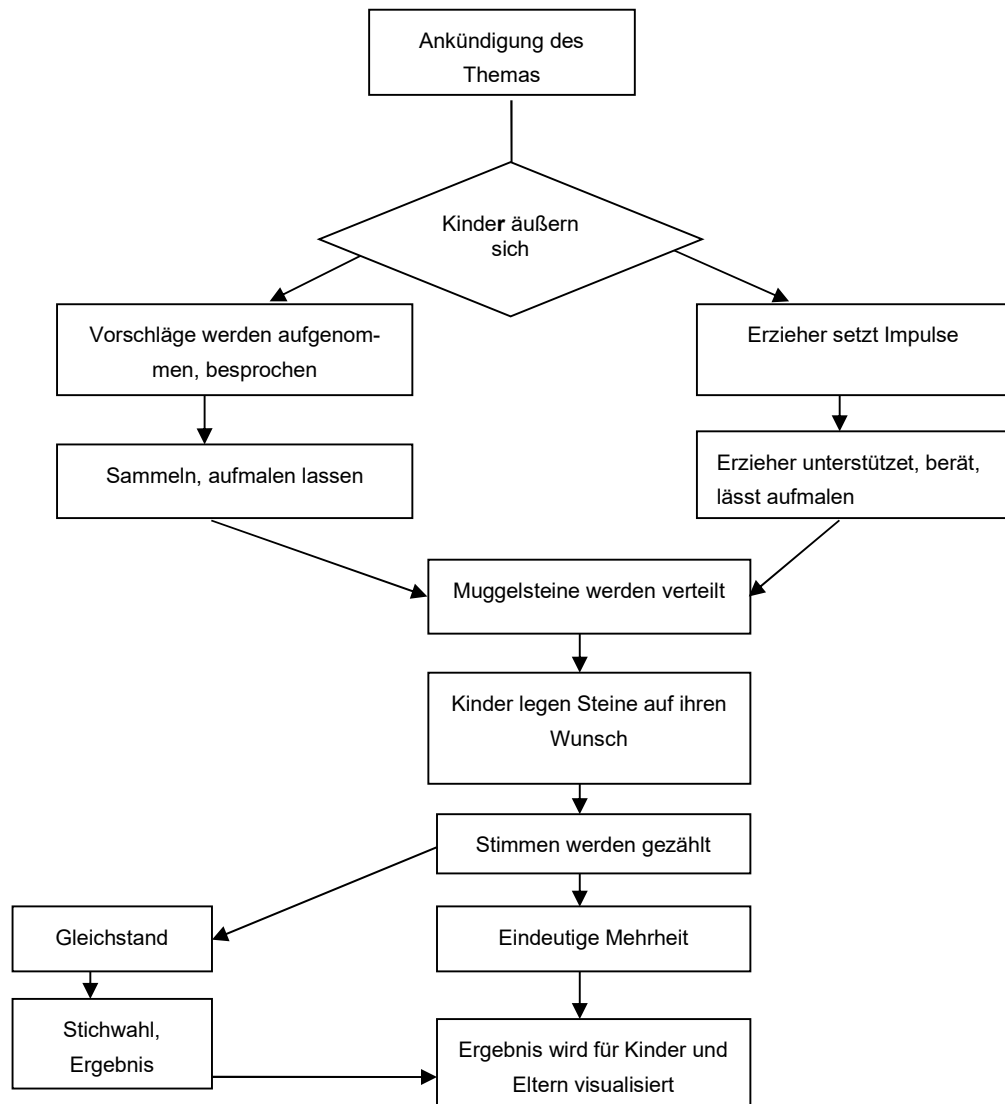 Ankündigung des
Themas
Kinder äußern
sich
Vorschläge werden aufgenom-
men, besprochen
Erzieher setzt Impulse
Sammeln, aufmalen lassen
Erzieher unterstützet, berät,
lässt aufmalen
Muggelsteine werden verteilt
Kinder legen Steine auf ihren
Wunsch
Stimmen werden gezählt
Gleichstand
Eindeutige Mehrheit
Stichwahl,
Ergebnis
Ergebnis wird für Kinder und
Eltern visualisiert